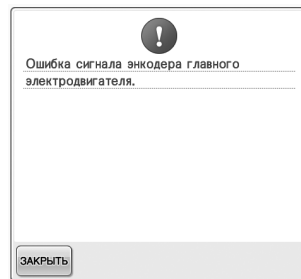 Ошибка сигнала энкодера главного
электродвигателя.
ЗАКРЫТЬ